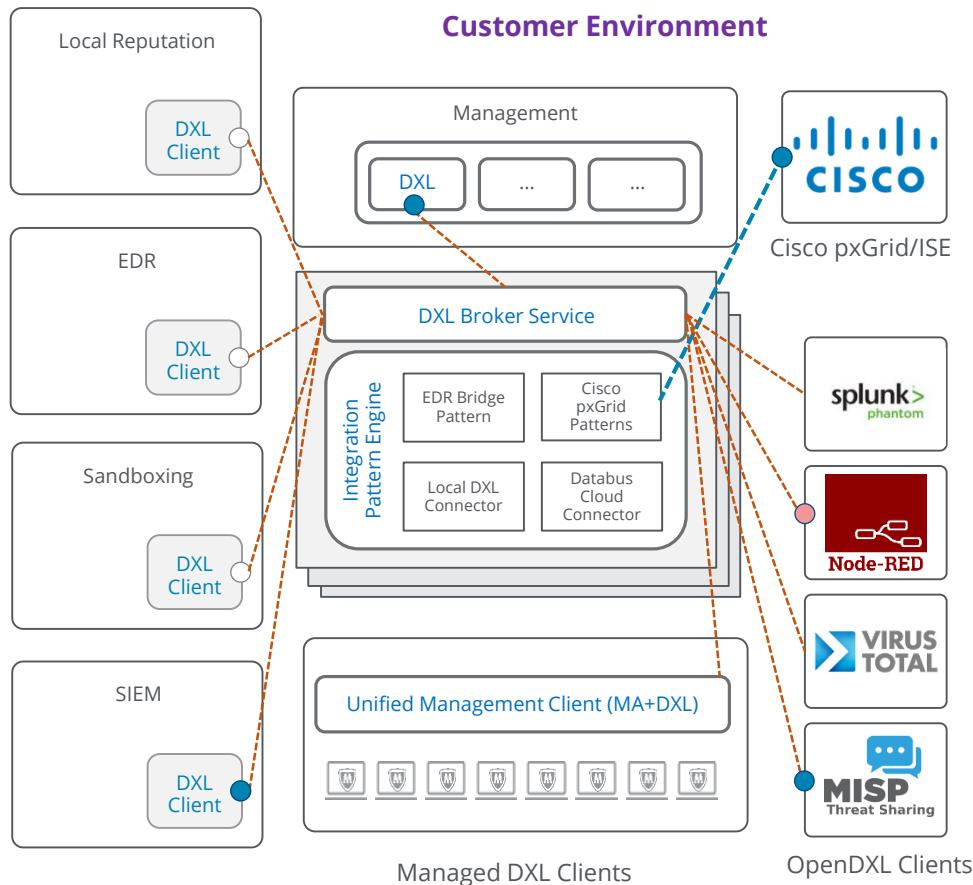 Customer Environment
Local Reputation
DXL
Client
EDR
DXL
Client
Sandboxing
DXL
Client
SIEM
DXL
Client
Management
DXL
...
...
DXL Broker Service
Integration
Pattern Engine
EDR Bridge
Pattern
Cisco
pxGrid
Patterns
Local DXL
Connector
Databus
Cloud
Connector
Unified Management Client (MA+DXL)
M M M M M M M M
Managed DXL Clients
CISCO
Cisco pxGrid/ISE
splunk>
phantom
Node-RED
VIRUS
TOTAL
MISP
Threat Sharing
OpenDXL Clients